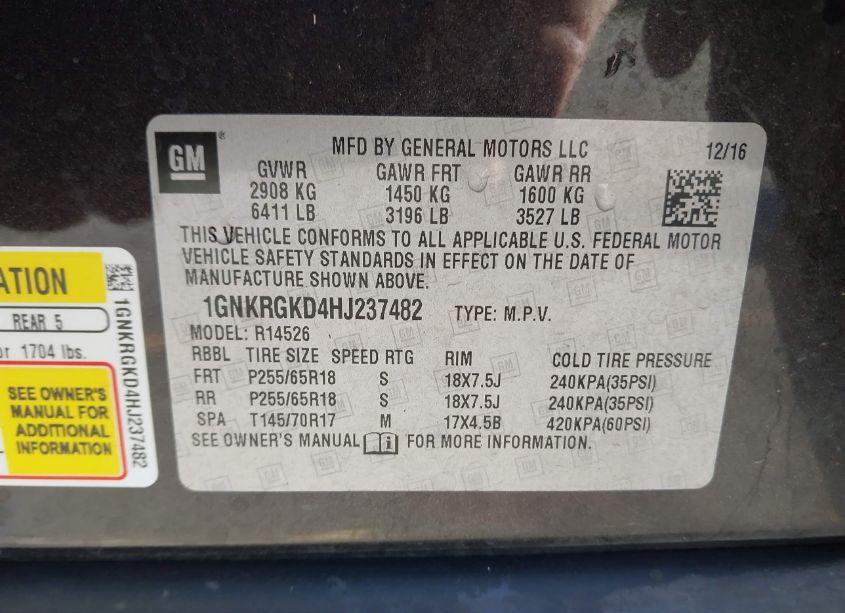 GM
MFD BY GENERAL MOTORS LLC 12/16
GVWR GAWR FRT GAWR RR
2908 KG 1450 KG 1600 KG
6411 LB 3196 LB 3527 LB
THIS VEHICLE CONFORMS TO ALL APPLICABLE U.S. FEDERAL MOTOR
VEHICLE SAFETY STANDARDS IN EFFECT ON THE DATE OF
MANUFACTURE SHOWN ABOVE.
1GNKRGKD4HJ237482 TYPE: M.P.V.
MODEL: R14526
RBBL TIRE SIZE SPEED RTG RIM COLD TIRE PRESSURE
FRT P255/65R18 S 18X7.5J 240KPA(35PSI)
RR P255/65R18 S 18X7.5J 240KPA(35PSI)
SPA T145/70R17 M 17X4.5B 420KPA(60PSI)
SEE OWNER'S MANUAL FOR MORE INFORMATION.
REAR 5
1704 lbs.
SEE OWNER'S
MANUAL FOR
ADDITIONAL
INFORMATION
1GNKRGKD4HJ237482